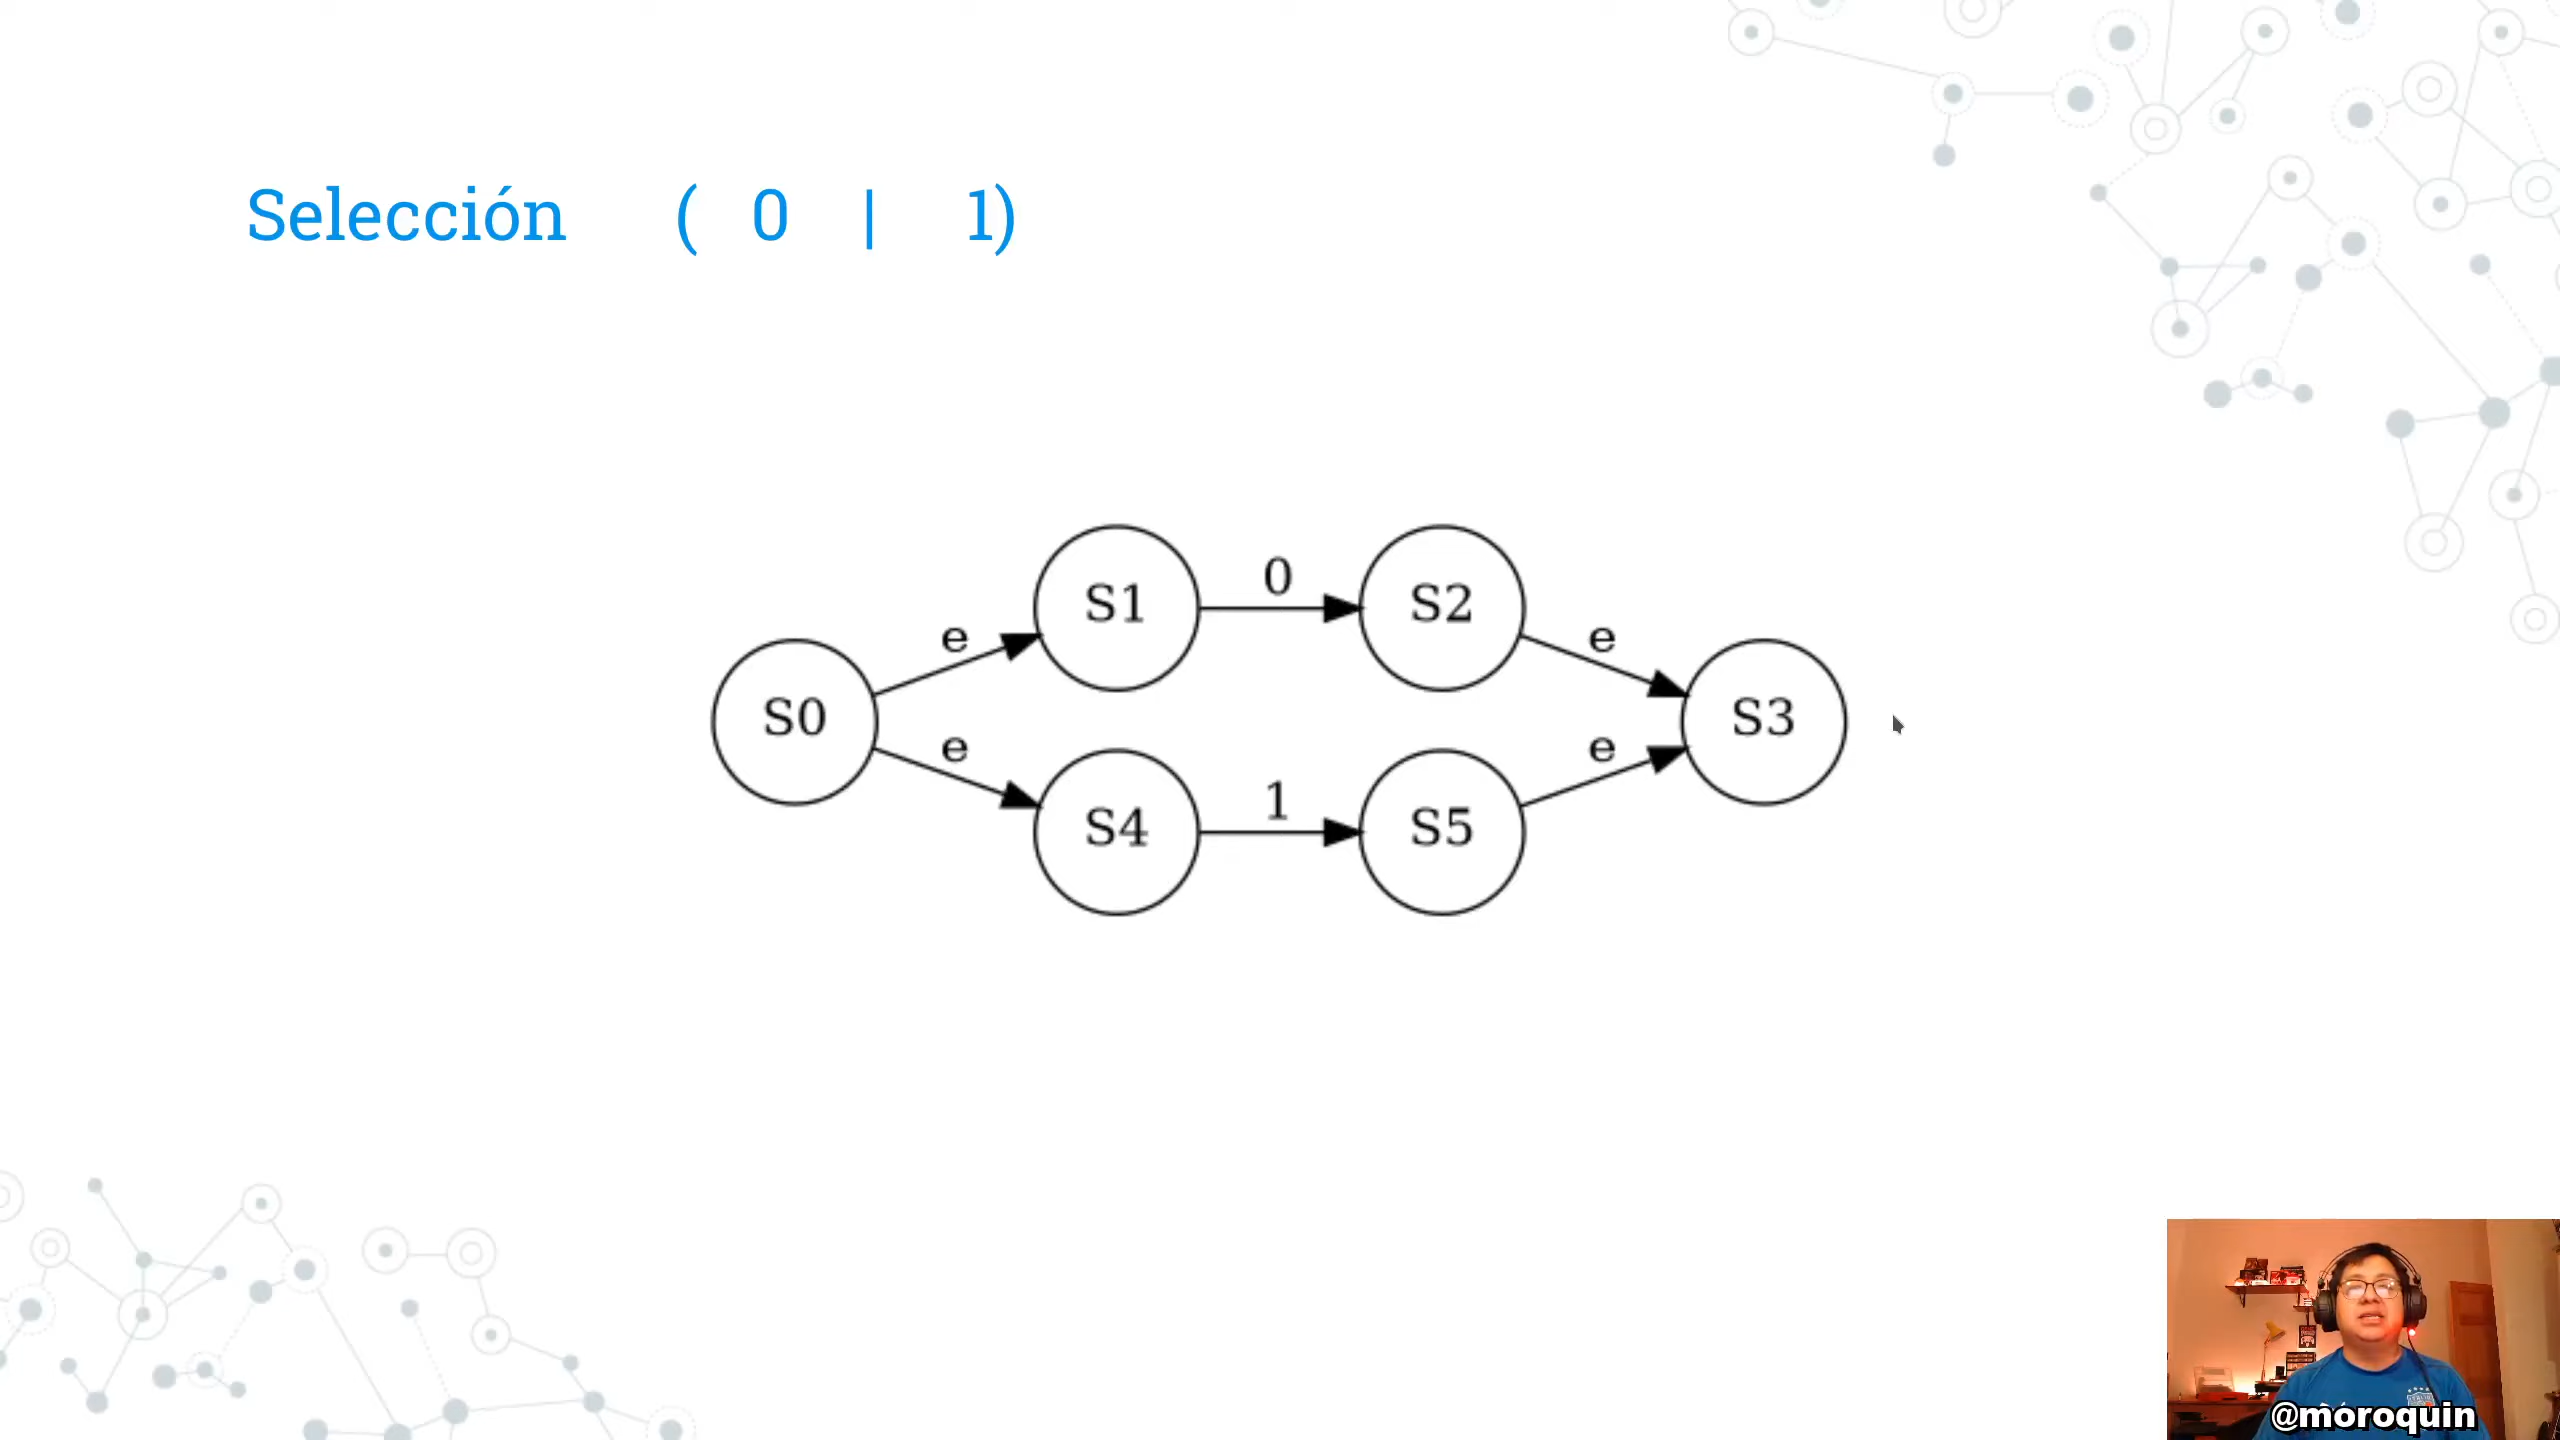 Selección ( 0 | 1)
S1 0 S2
e e
S0 S3
e e
S4 1 S5
@moroquin